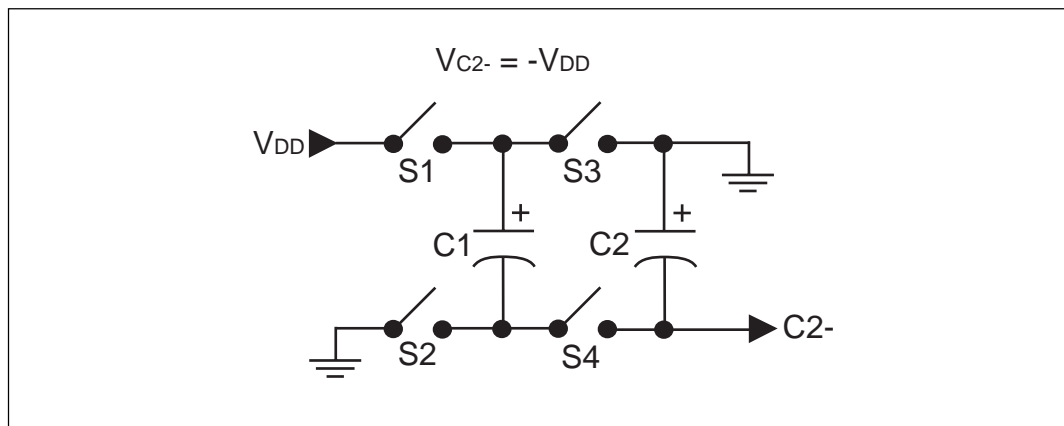 VC2- = -VDD
VDD
S1
S3
+
+
C1
C2
S2
S4
C2-